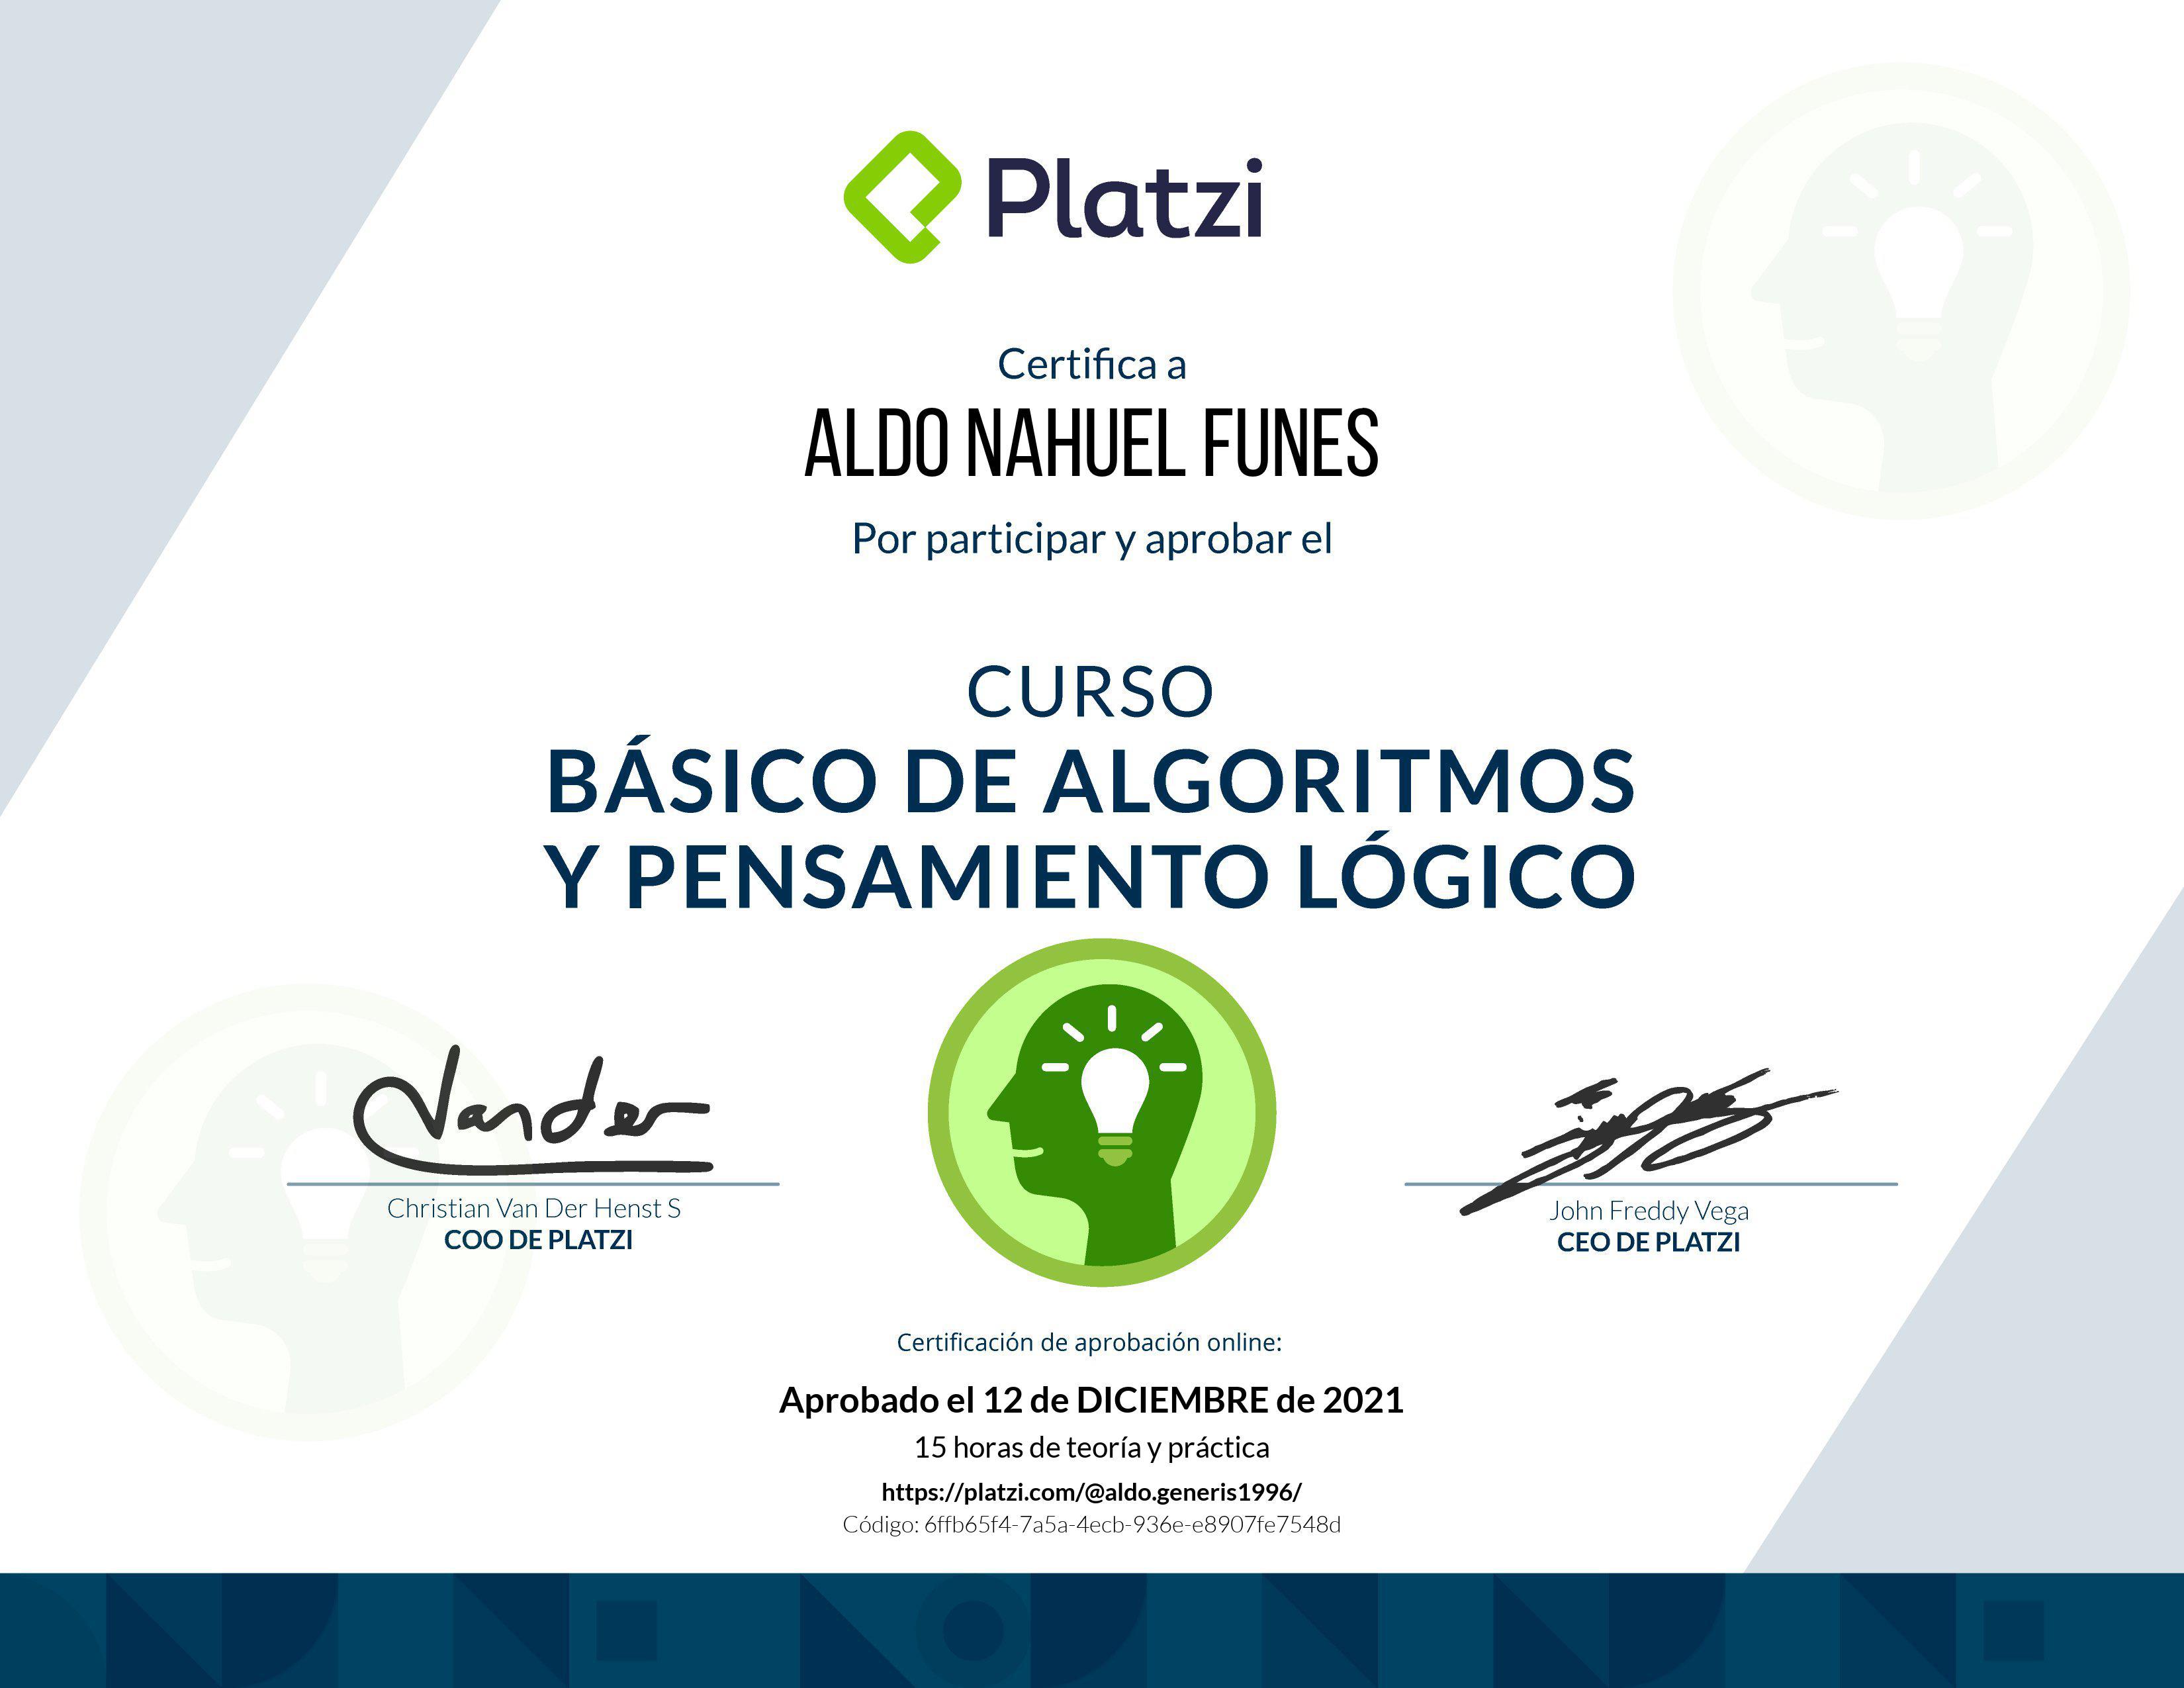 Platzi
Certifica a
ALDO NAHUEL FUNES
Por participar y aprobar el
CURSO
BÁSICO DE ALGORITMOS
Y PENSAMIENTO LÓGICO
Vander
Christian Van Der Henst S
COO DE PLATZI
John Freddy Vega
CEO DE PLATZI
Certificación de aprobación online:
Aprobado el 12 de DICIEMBRE de 2021
15 horas de teoría y práctica
https://platzi.com/@aldo.generis1996/
Código: 6ffb65f4-7a5a-4ecb-936e-e8907fe7548d